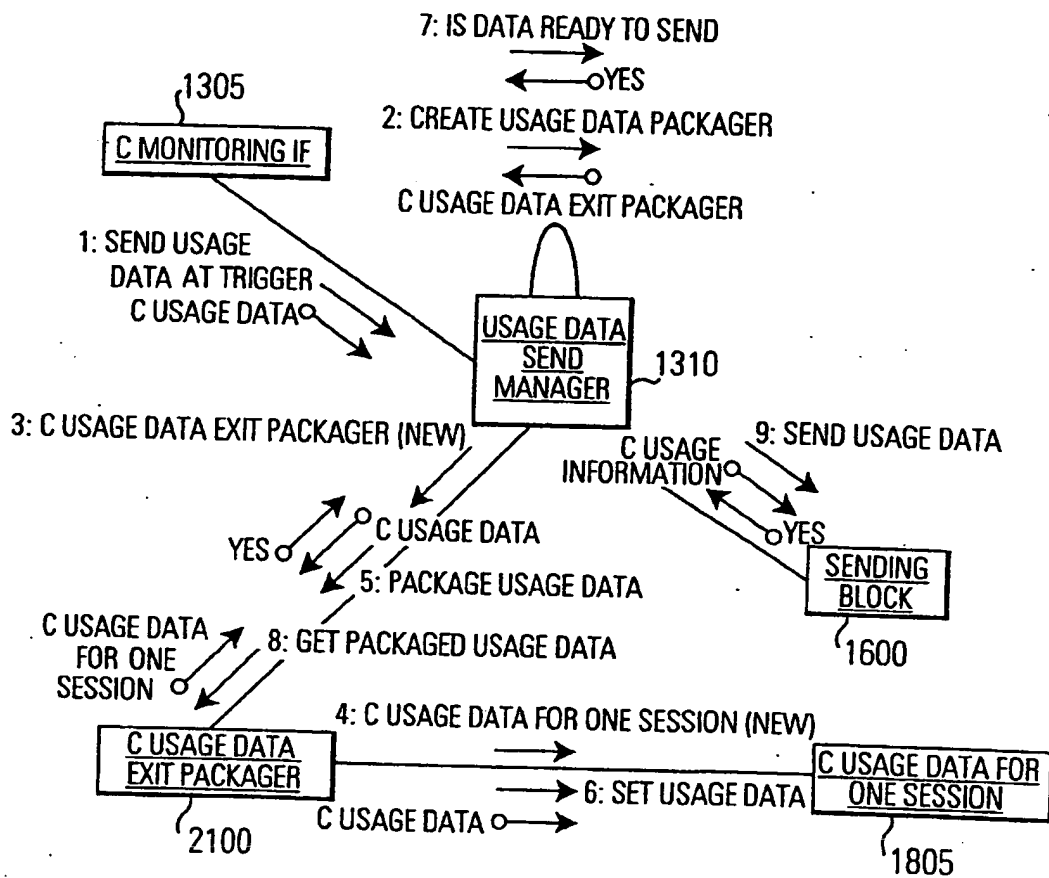 7: IS DATA READY TO SEND
YES
2: CREATE USAGE DATA PACKAGER
C USAGE DATA EXIT PACKAGER
1305
C MONITORING IF
1: SEND USAGE
DATA AT TRIGGER
C USAGE DATA
USAGE DATA
SEND
MANAGER
1310
3: C USAGE DATA EXIT PACKAGER (NEW)
C USAGE DATA
YES
5: PACKAGE USAGE DATA
C USAGE
INFORMATION
9: SEND USAGE DATA
YES
SENDING
BLOCK
1600
C USAGE DATA
FOR ONE
SESSION
8: GET PACKAGED USAGE DATA
4: C USAGE DATA FOR ONE SESSION (NEW)
C USAGE DATA
EXIT PACKAGER
2100
6: SET USAGE DATA
C USAGE DATA
C USAGE DATA FOR
ONE SESSION
1805